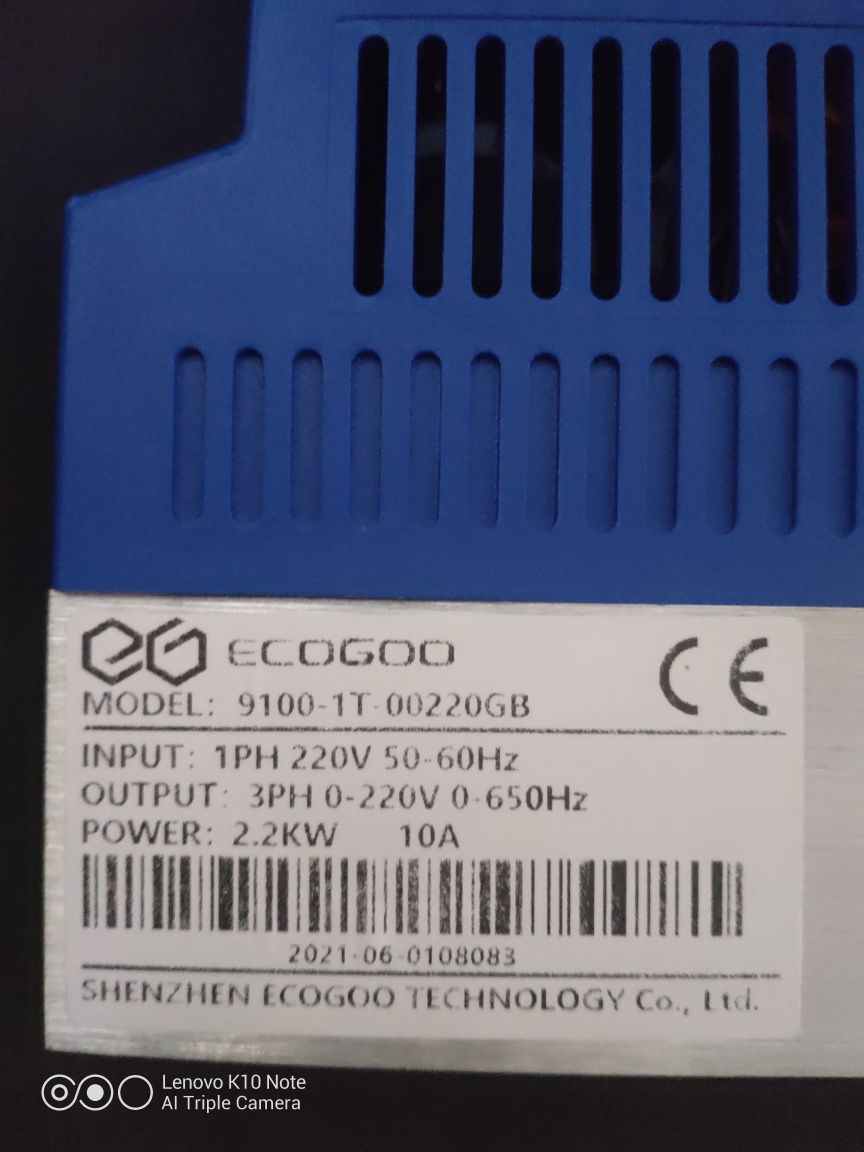 eG ECOGOO
CE
MODEL: 9100-1T-00220GB
INPUT: 1PH 220V 50-60Hz
OUTPUT: 3PH 0-220V 0-650Hz
POWER: 2.2KW 10A
2021-06-0108083
SHENZHEN ECOGOO TECHNOLOGY Co., Ltd.
Lenovo K10 Note
AI Triple Camera